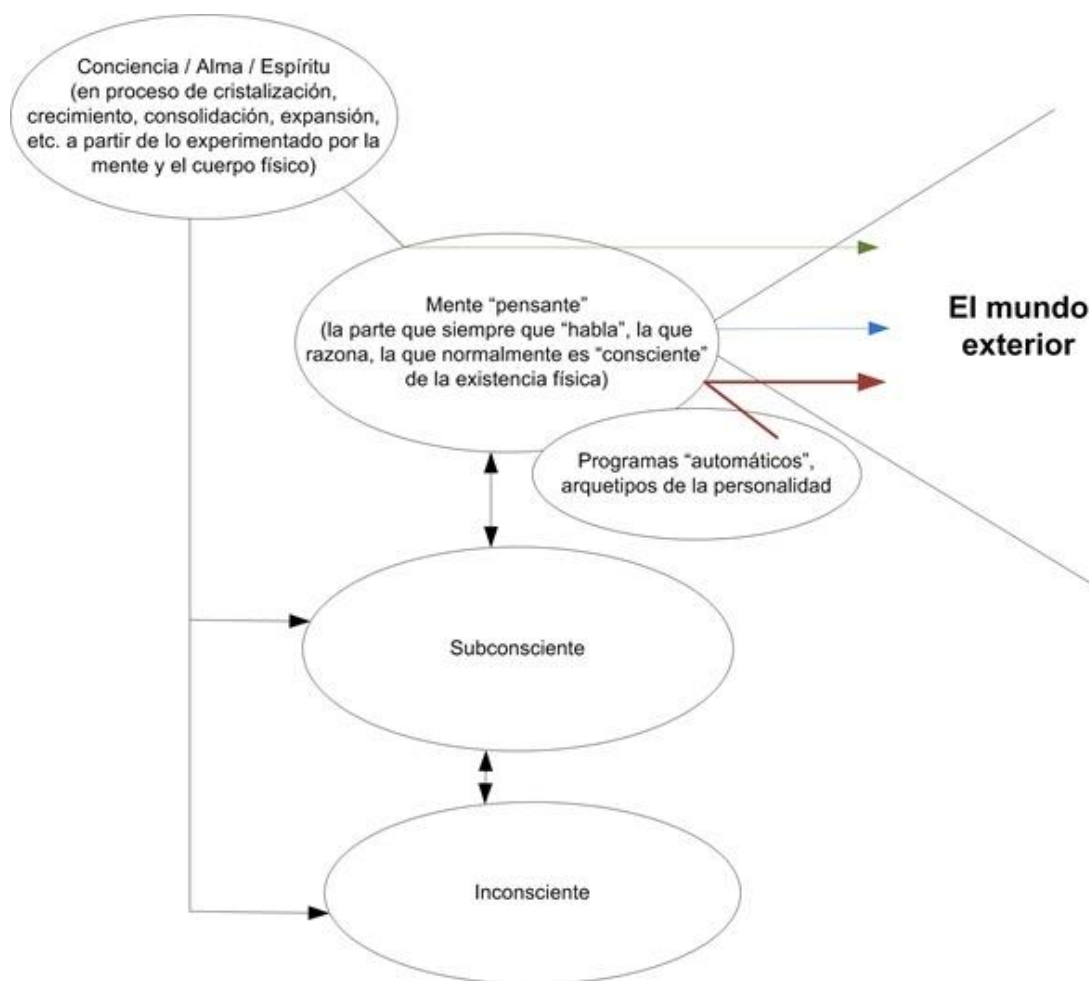 Conciencia / Alma / Espíritu
(en proceso de cristalización,
crecimiento, consolidación, expansión,
etc. a partir de lo experimentado por la
mente y el cuerpo físico)
Mente “pensante”
(la parte que siempre que “habla”, la que
razona, la que normalmente es “consciente”
de la existencia física)
El mundo
exterior
Programas “automáticos”,
arquetipos de la personalidad
Subconsciente
Inconsciente